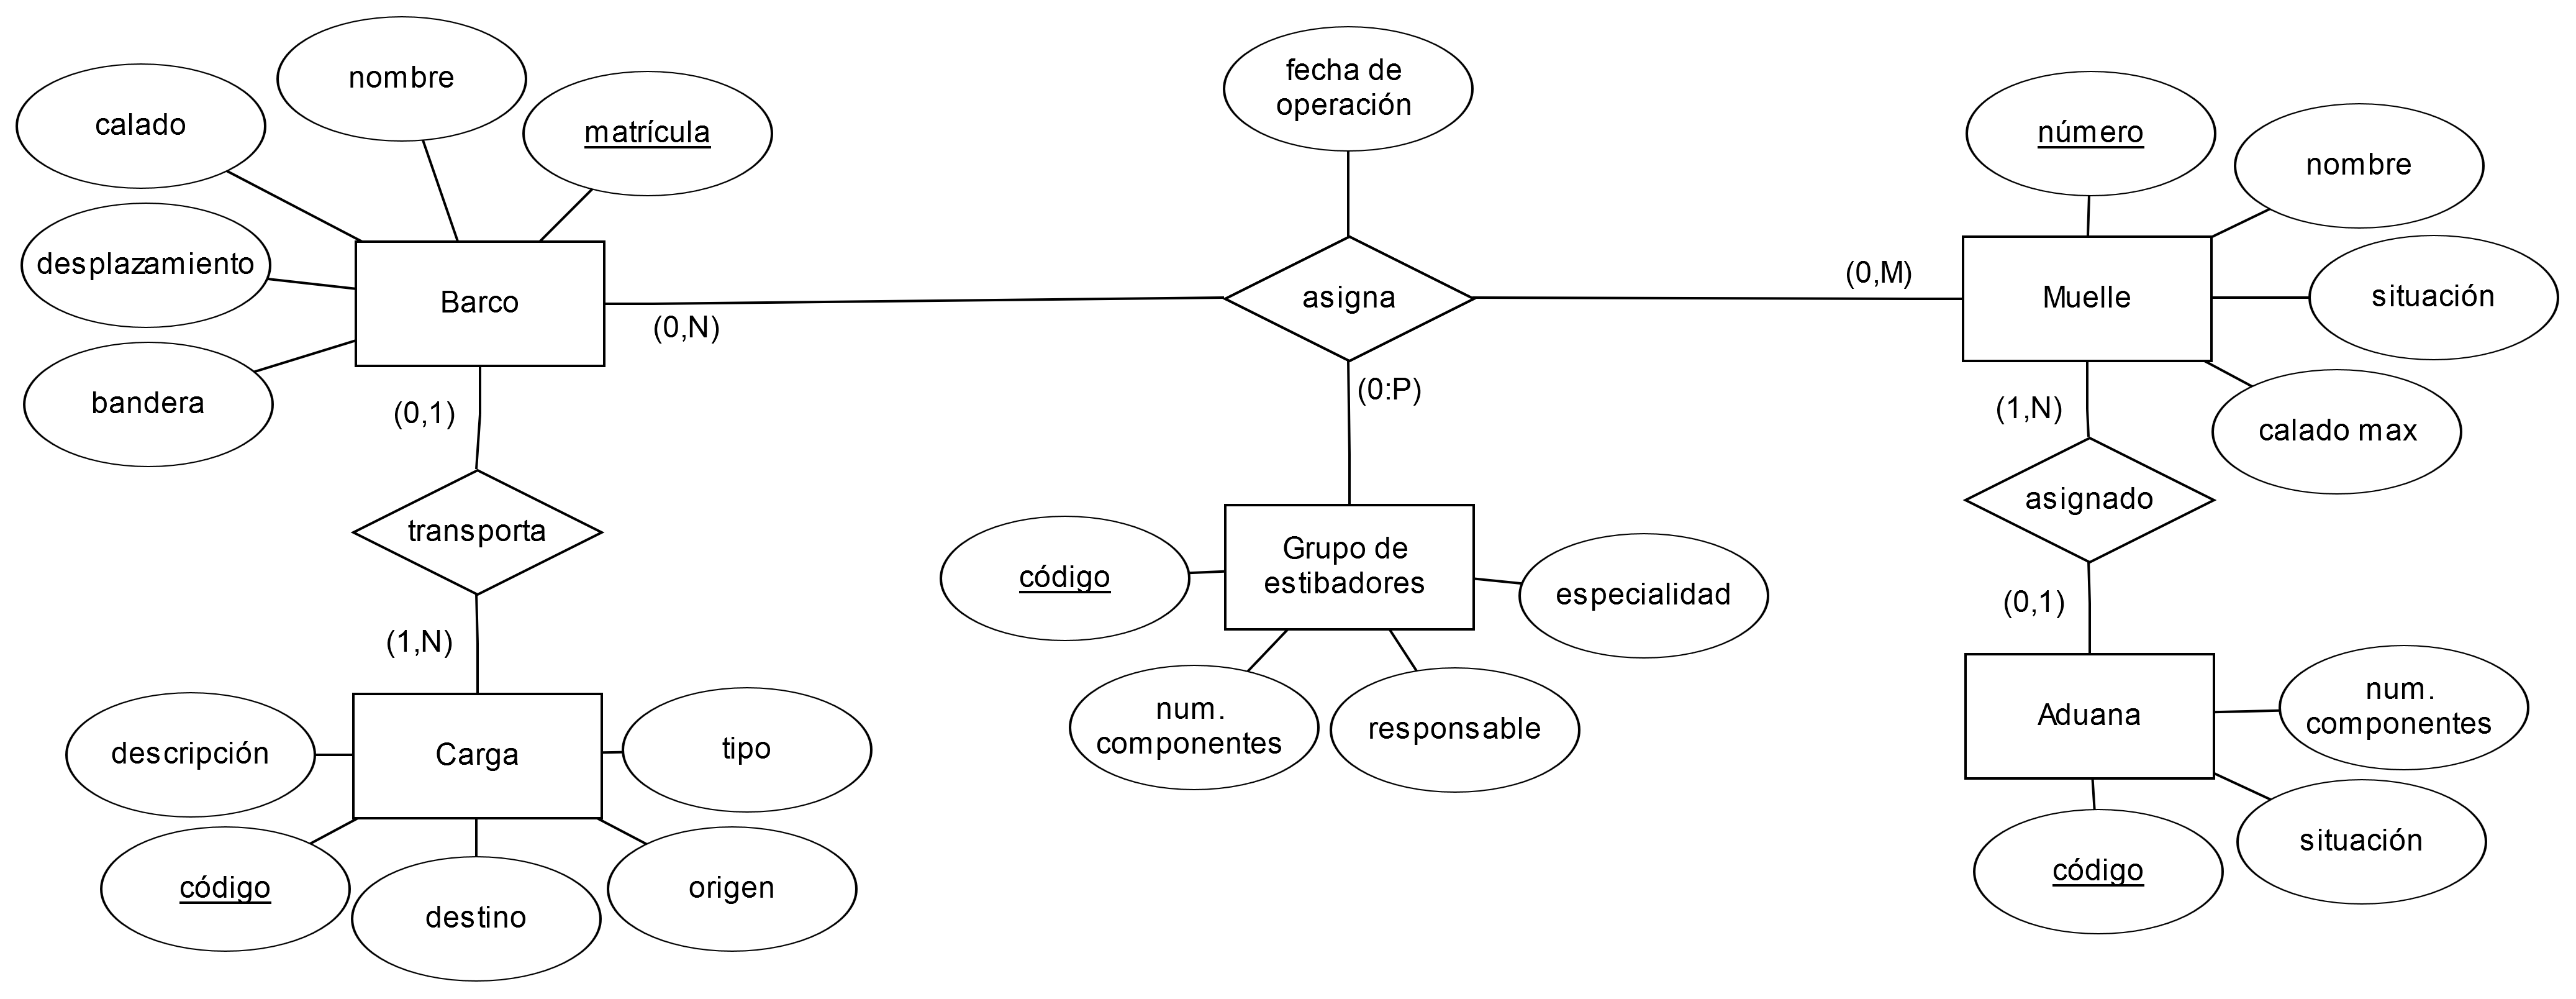 fecha de
operación
nombre
calado
matrícula
número
nombre
desplazamiento
Barco
(0,N)
asigna
(0,M)
Muelle
situación
bandera
(0,1)
(0:P)
(1,N)
calado max
transporta
asignado
Grupo de
estibadores
código
especialidad
(0,1)
(1,N)
num.
componentes
responsable
Aduana
num.
componentes
descripción
Carga
tipo
situación
código
código
destino
origen